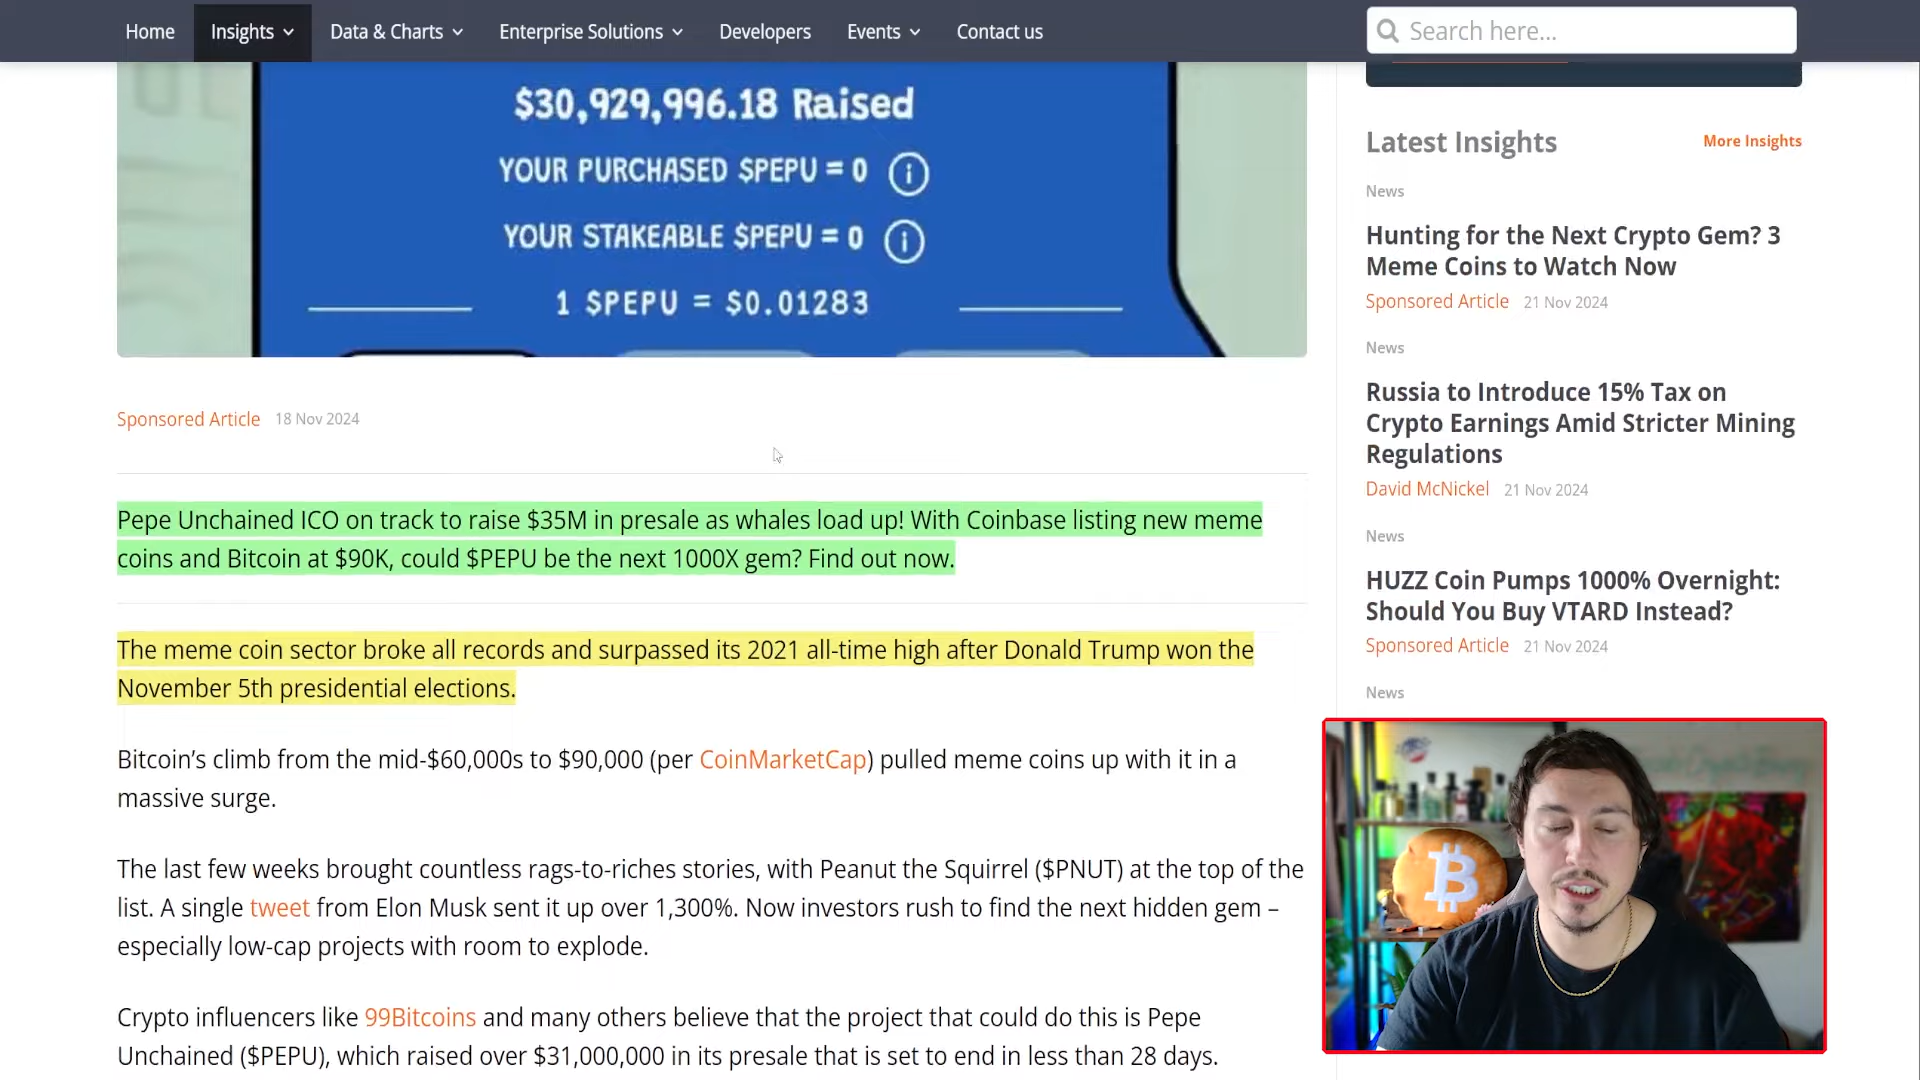 Home Insights Data & Charts Enterprise Solutions Developers Events Contact us
Search here...
$30,929,996.18 Raised
YOUR PURCHASED $PEPU = 0
YOUR STAKEABLE $PEPU = 0
1 $PEPU = $0.01283
Sponsored Article 18 Nov 2024
Pepe Unchained ICO on track to raise $35M in presale as whales load up! With Coinbase listing new meme
coins and Bitcoin at $90K, could $PEPU be the next 1000X gem? Find out now.
The meme coin sector broke all records and surpassed its 2021 all-time high after Donald Trump won the
November 5th presidential elections.
Bitcoin’s climb from the mid-$60,000s to $90,000 (per CoinMarketCap) pulled meme coins up with it in a
massive surge.
The last few weeks brought countless rags-to-riches stories, with Peanut the Squirrel ($PNUT) at the top of the
list. A single tweet from Elon Musk sent it up over 1,300%. Now investors rush to find the next hidden gem –
especially low-cap projects with room to explode.
Crypto influencers like 99Bitcoins and many others believe that the project that could do this is Pepe
Unchained ($PEPU), which raised over $31,000,000 in its presale that is set to end in less than 28 days.
Latest Insights More Insights
News
Hunting for the Next Crypto Gem? 3
Meme Coins to Watch Now
Sponsored Article 21 Nov 2024
News
Russia to Introduce 15% Tax on
Crypto Earnings Amid Stricter Mining
Regulations
David McNickel 21 Nov 2024
News
HUZZ Coin Pumps 1000% Overnight:
Should You Buy VTARD Instead?
Sponsored Article 21 Nov 2024
News